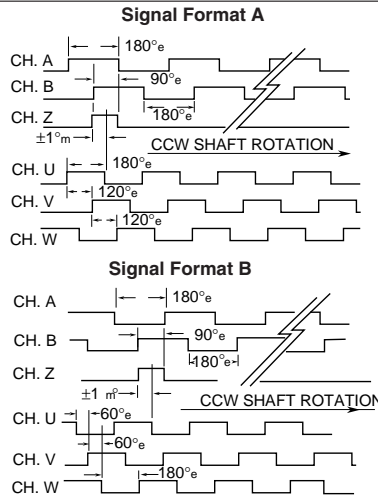 Signal Format A
180°e
CH. A
90°e
CH. B
180°e
CH. Z
±1°m
CCW SHAFT ROTATION
180°e
CH. U
120°e
CH. V
120°e
CH. W
Signal Format B
CH. A
180°e
CH. B
90°e
180°e
CH. Z
±1 m°
CCW SHAFT ROTATION
CH. U
60°e
60°e
CH. V
180°e
CH. W